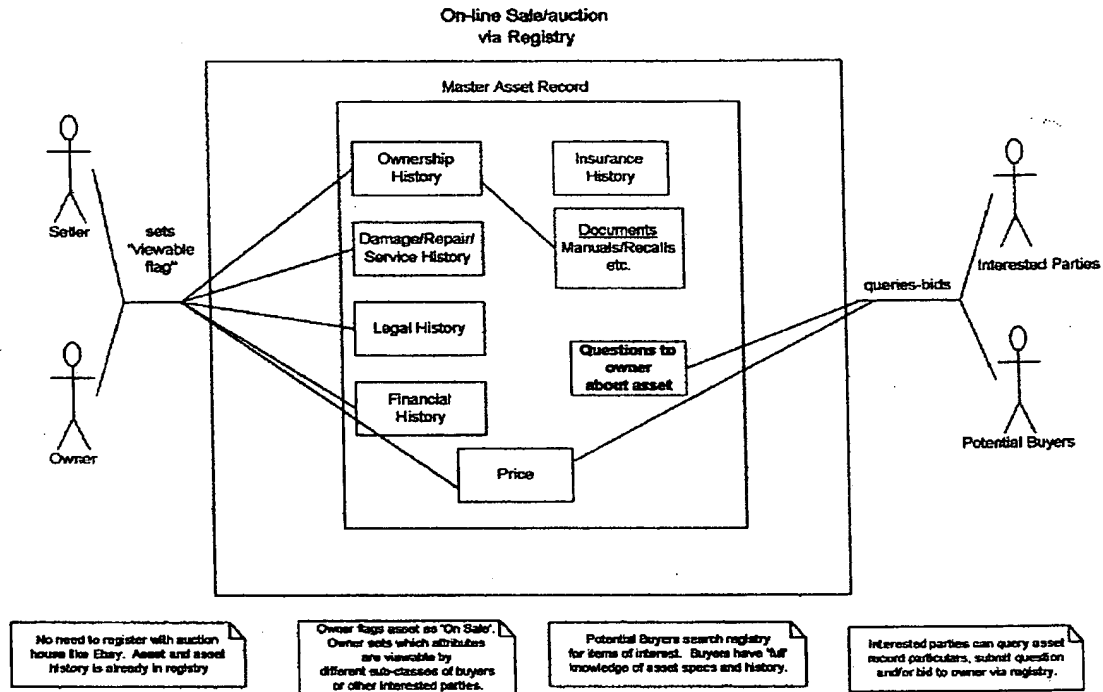 On-line Sale/auction
via Registry
Master Asset Record
Ownership
History
Insurance
History
Seller
sets
"Viewable
flag"
Damage/Repair/
Service History
Documents
Manuals/Recalls
etc.
Interested Parties
queries-bids
Legal History
Questions to
owner
about asset
Financial
History
Owner
Price
Potential Buyers
No need to register with auction
house like Ebay. Asset and asset
history is already in registry
Owner flags asset as "On Sale".
Owner sets which attributes
are viewable by
different sub-classes of buyers
or other interested parties.
Potential Buyers search registry
for items of interest. Buyers have "full"
knowledge of asset specs and history.
Interested parties can query asset
record particulars, submit question
and/or bid to owner via registry.